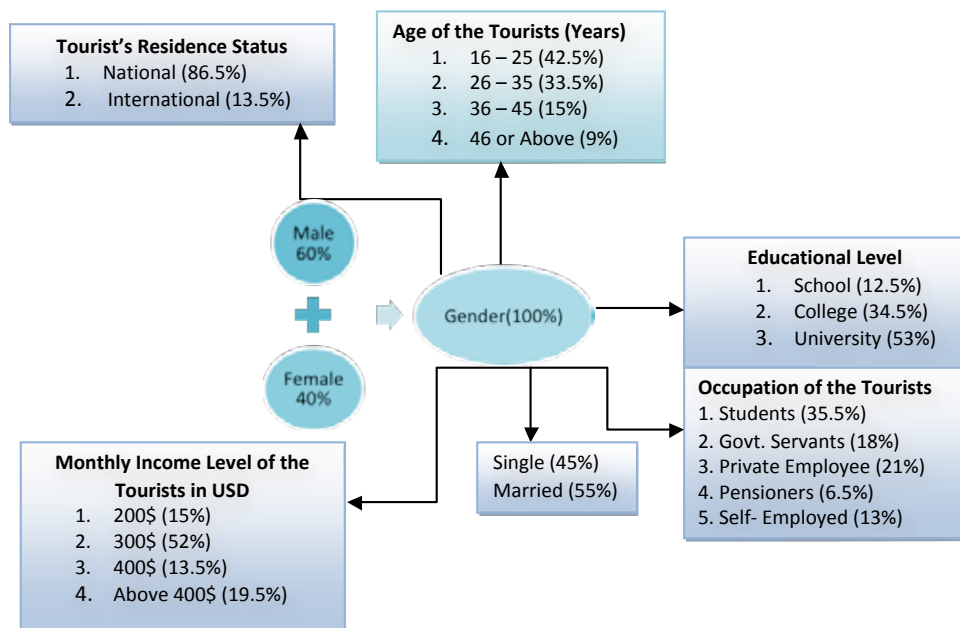 Tourist's Residence Status
1. National (86.5%)
2. International (13.5%)
Age of the Tourists (Years)
1. 16 – 25 (42.5%)
2. 26 – 35 (33.5%)
3. 36 – 45 (15%)
4. 46 or Above (9%)
Male
60%
Gender(100%)
Female
40%
Educational Level
1. School (12.5%)
2. College (34.5%)
3. University (53%)
Occupation of the Tourists
1. Students (35.5%)
2. Govt. Servants (18%)
3. Private Employee (21%)
4. Pensioners (6.5%)
5. Self- Employed (13%)
Single (45%)
Married (55%)
Monthly Income Level of the
Tourists in USD
1. 200$ (15%)
2. 300$ (52%)
3. 400$ (13.5%)
4. Above 400$ (19.5%)